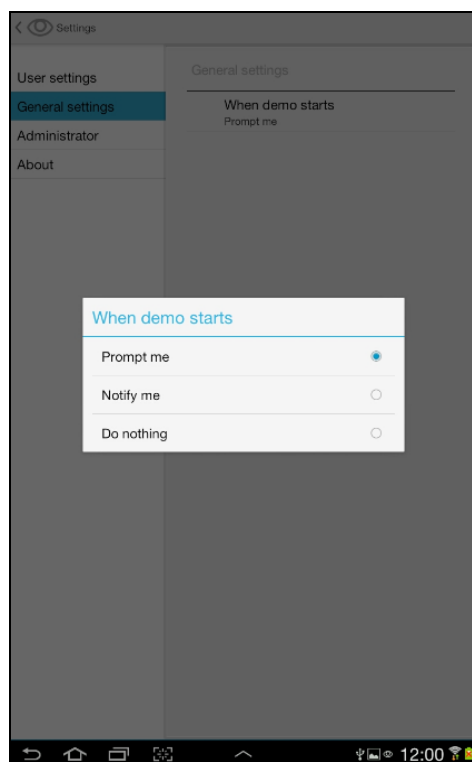 Settings
User settings
General settings
Administrator
About
General settings
When demo starts
Prompt me
When demo starts
Prompt me
Notify me
Do nothing
12:00